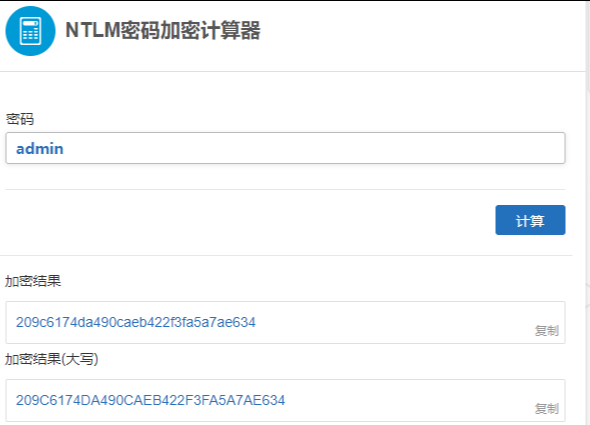 NTLM密码加密计算器
密码
admin
计算
加密结果
209c6174da490caeb422f3fa5a7ae634
复制
加密结果(大写)
209C6174DA490CAEB422F3FA5A7AE634
复制